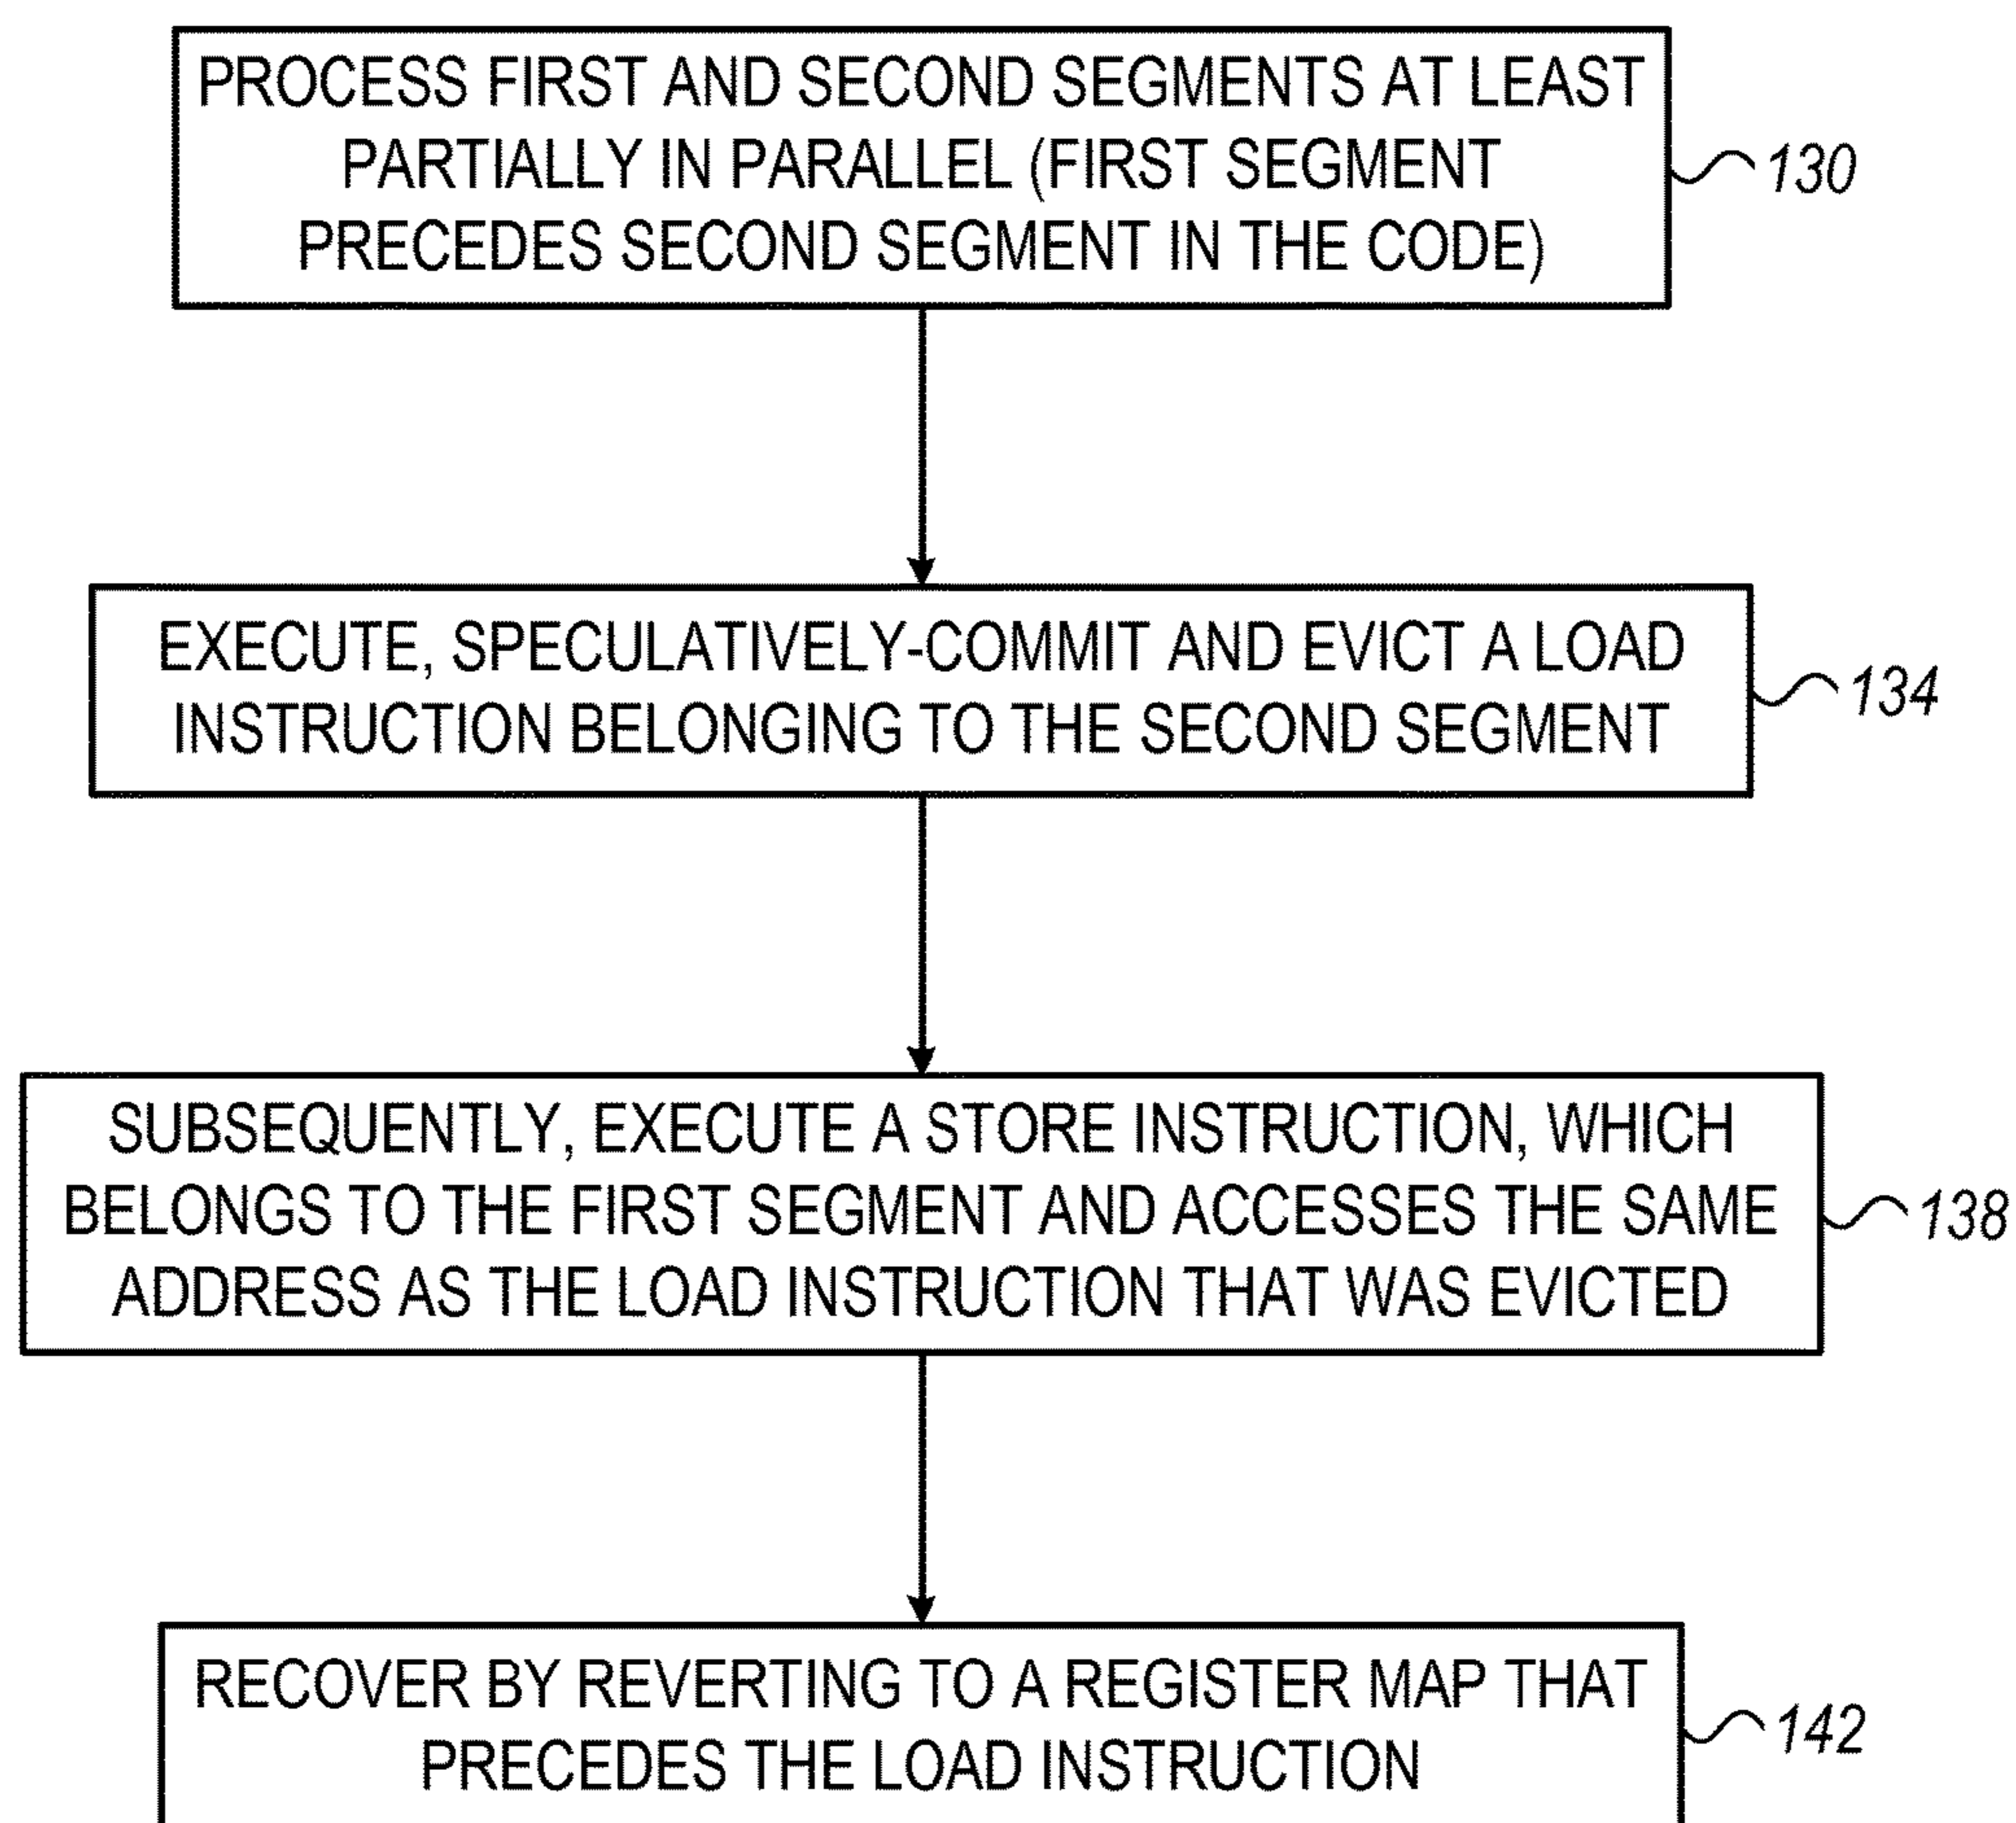 PROCESS FIRST AND SECOND SEGMENTS AT LEAST
PARTIALLY IN PARALLEL (FIRST SEGMENT
PRECEDES SECOND SEGMENT IN THE CODE)
130
EXECUTE, SPECULATIVELY-COMMIT AND EVICT A LOAD
INSTRUCTION BELONGING TO THE SECOND SEGMENT
134
SUBSEQUENTLY, EXECUTE A STORE INSTRUCTION, WHICH
BELONGS TO THE FIRST SEGMENT AND ACCESSES THE SAME
ADDRESS AS THE LOAD INSTRUCTION THAT WAS EVICTED
138
RECOVER BY REVERTING TO A REGISTER MAP THAT
PRECEDES THE LOAD INSTRUCTION
142